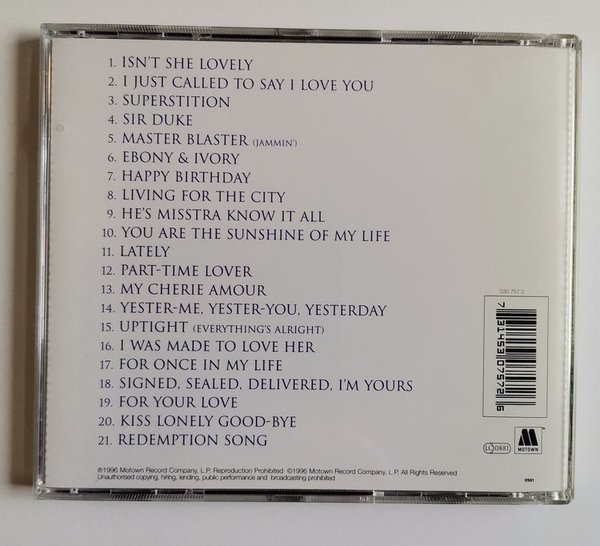 1. ISN'T SHE LOVELY
2. I JUST CALLED TO SAY I LOVE YOU
3. SUPERSTITION
4. SIR DUKE
5. MASTER BLASTER (JAMMIN')
6. EBONY & IVORY
7. HAPPY BIRTHDAY
8. LIVING FOR THE CITY
9. HE'S MISSTRA KNOW IT ALL
10. YOU ARE THE SUNSHINE OF MY LIFE
11. LATELY
12. PART-TIME LOVER
13. MY CHERIE AMOUR
14. YESTER-ME, YESTER-YOU, YESTERDAY
15. UPTIGHT (EVERYTHING'S ALRIGHT)
16. I WAS MADE TO LOVE HER
17. FOR ONCE IN MY LIFE
18. SIGNED, SEALED, DELIVERED, I'M YOURS
19. FOR YOUR LOVE
20. KISS LONELY GOOD-BYE
21. REDEMPTION SONG
530 757-2
7 31453 07572 6
LC 0881
M
MOTOWN
℗1996 Motown Record Company, L.P. Reproduction Prohibited ©1996 Motown Record Company, L.P. All Rights Reserved
Unauthorised copying, hiring, lending, public performance and broadcasting prohibited
0501